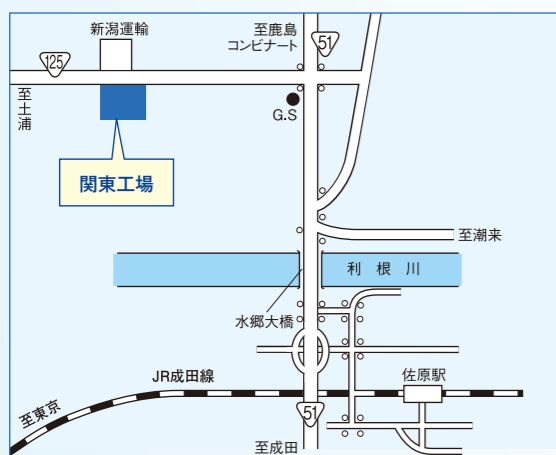 新潟運輸
至鹿島
コンビナート
51
125
至土浦
G.S
関東工場
至潮来
利根川
水郷大橋
JR成田線
佐原駅
至東京
51
至成田